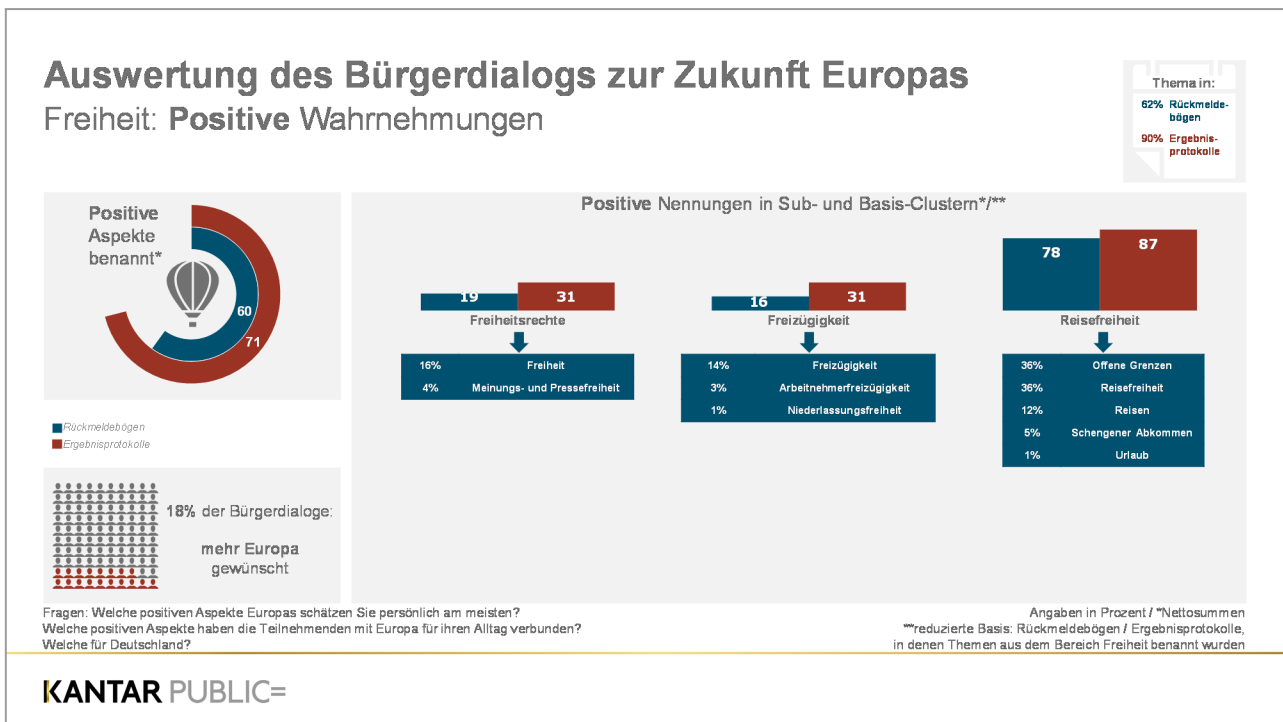 Auswertung des Bürgerdialogs zur Zukunft Europas
Freiheit: Positive Wahrnehmungen
Thema in:
62% Rückmelde-
bögen
90% Ergebnis-
protokolle
Positive
Aspekte
benannt*
60
71
Rückmeldebögen
Ergebnisprotokolle
18% der Bürgerdialoge:
mehr Europa
gewünscht
Positive Nennungen in Sub- und Basis-Clustern*/**
19
31
Freiheitsrechte
16% Freiheit
4% Meinungs- und Pressefreiheit
16
31
Freizügigkeit
14% Freizügigkeit
3% Arbeitnehmerfreizügigkeit
1% Niederlassungsfreiheit
78
87
Reisefreiheit
36% Offene Grenzen
36% Reisefreiheit
12% Reisen
5% Schengener Abkommen
1% Urlaub
Fragen: Welche positiven Aspekte Europas schätzen Sie persönlich am meisten?
Welche positiven Aspekte haben die Teilnehmenden mit Europa für ihren Alltag verbunden?
Welche für Deutschland?
Angaben in Prozent / *Nettosummen
**reduzierte Basis: Rückmeldebögen / Ergebnisprotokolle,
in denen Themen aus dem Bereich Freiheit benannt wurden
KANTAR PUBLIC=